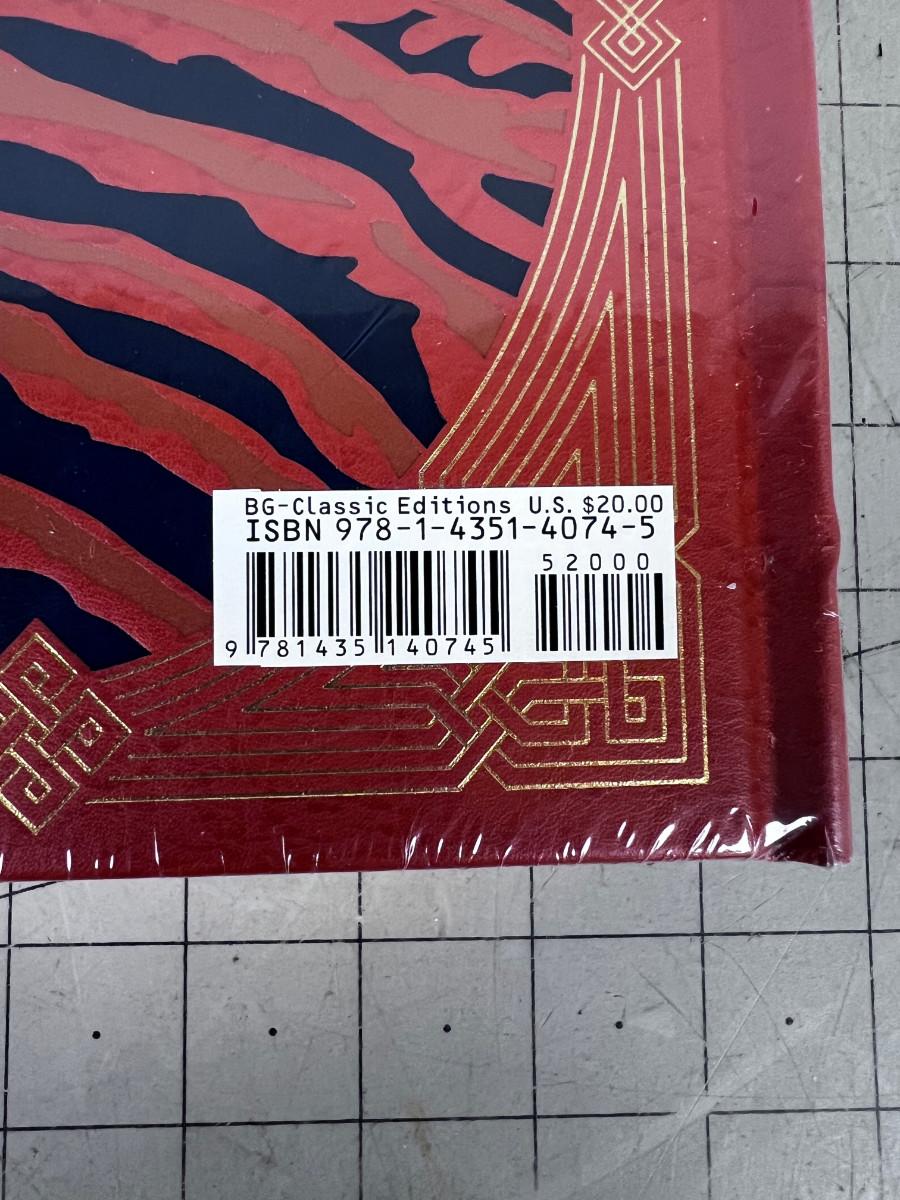 BG-Classic Editions U.S. $20.00
ISBN 978-1-4351-4074-5
52000
9 781435 140745